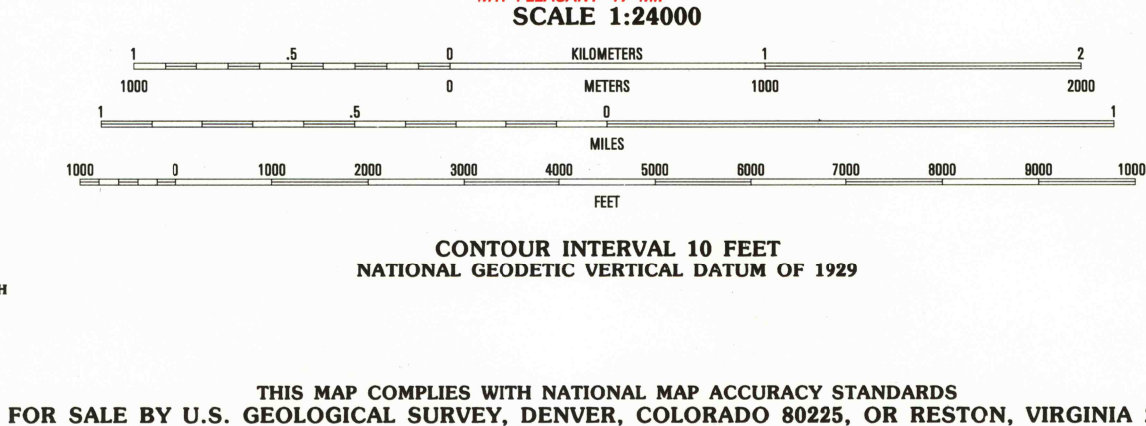 SCALE 1:24000
1 .5 0 KILOMETERS 1 2
1000 0 METERS 1000 2000
1 .5 0 1
MILES
1000 0 1000 2000 3000 4000 5000 6000 7000 8000 9000 1000
FEET
CONTOUR INTERVAL 10 FEET
NATIONAL GEODETIC VERTICAL DATUM OF 1929
H
THIS MAP COMPLIES WITH NATIONAL MAP ACCURACY STANDARDS
FOR SALE BY U.S. GEOLOGICAL SURVEY, DENVER, COLORADO 80225, OR RESTON, VIRGINIA